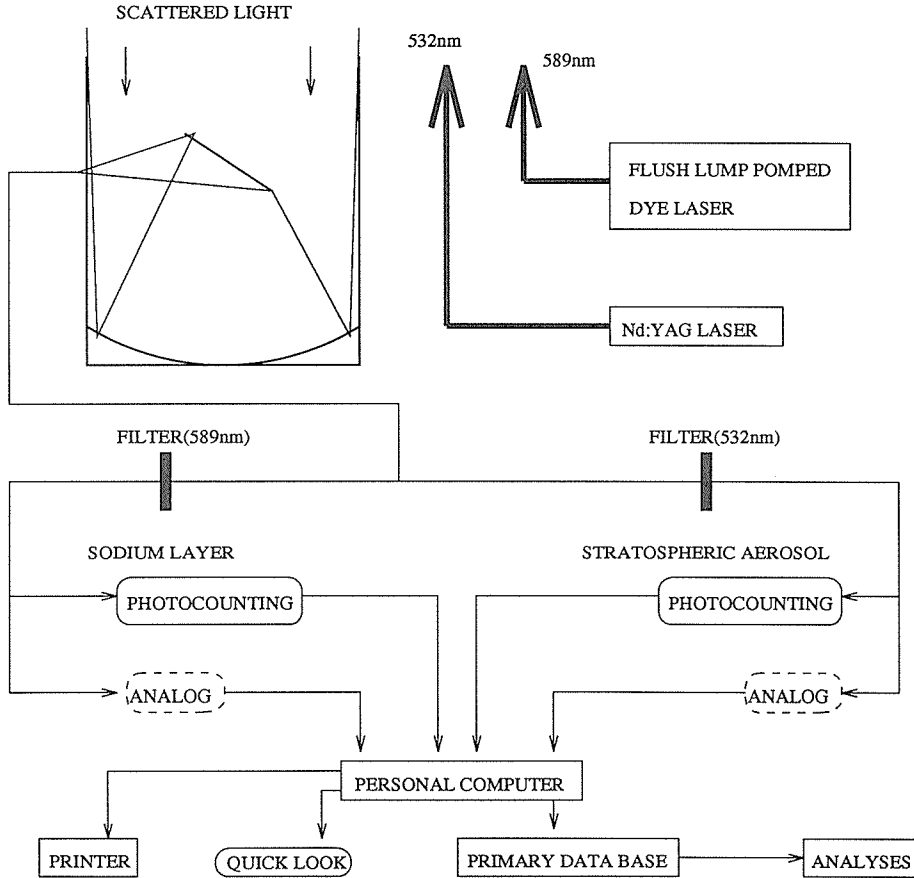 SCATTERED LIGHT
532nm
589nm
FLUSH LUMP POMPED
DYE LASER
Nd:YAG LASER
FILTER(589nm)
FILTER(532nm)
SODIUM LAYER
STRATOSPHERIC AEROSOL
PHOTOCOUNTING
PHOTOCOUNTING
ANALOG
ANALOG
PERSONAL COMPUTER
PRINTER
QUICK LOOK
PRIMARY DATA BASE
ANALYSES